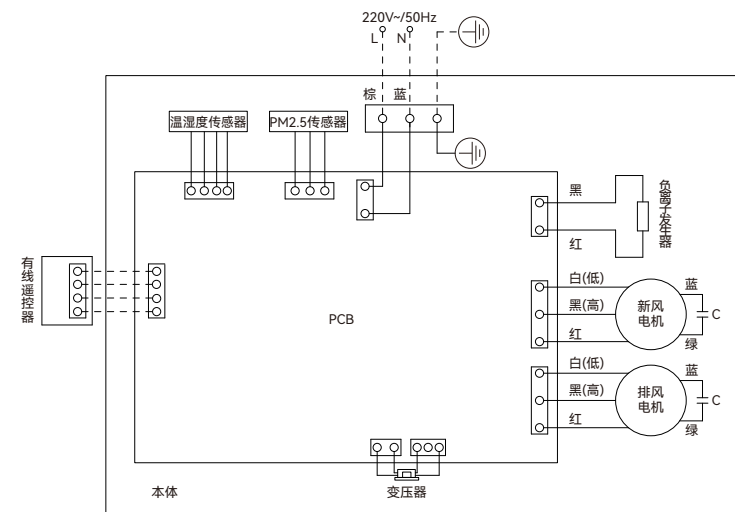 220V~/50Hz
L N
棕 蓝
温湿度传感器 PM2.5传感器
黑
负离子发生器
红
有线遥控器
白(低)
蓝
黑(高)
新风
电机
C
红
绿
PCB
白(低)
蓝
黑(高)
排风
电机
C
红
绿
本体
变压器